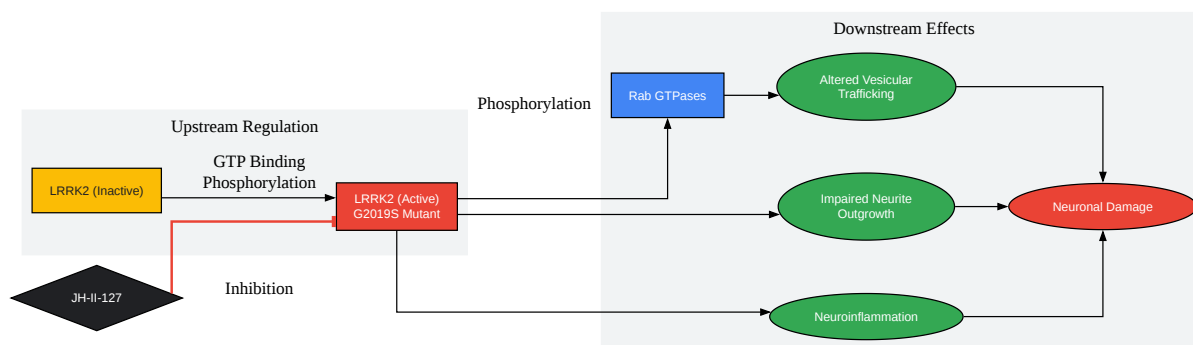 Downstream Effects
Altered Vesicular
Trafficking
Rab GTPases
Phosphorylation
Upstream Regulation
GTP Binding
Phosphorylation
LRRK2 (Inactive)
LRRK2 (Active)
G2019S Mutant
Impaired Neurite
Outgrowth
Neuronal Damage
JH-II-127
Inhibition
Neuroinflammation